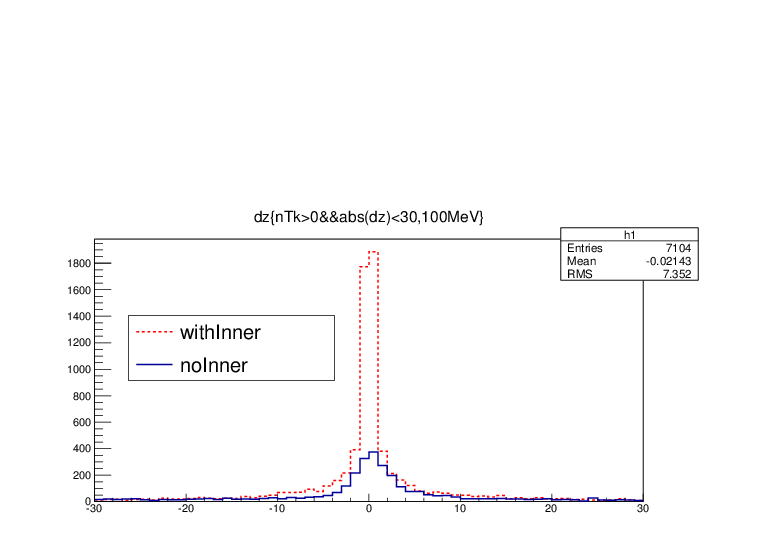 dz{nTk>0&&abs(dz)<30,100MeV}
h1
Entries 7104
Mean -0.02143
RMS 7.352
1800
1600
1400
1200
1000
800
600
400
200
0
withInner
noInner
-30 -20 -10 0 10 20 30